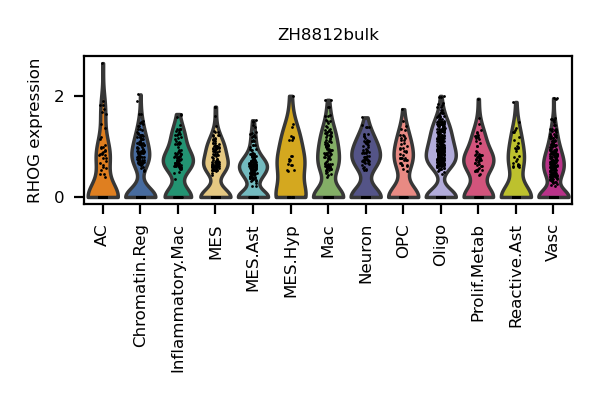 ZH8812bulk
RHOG expression
2
0
AC
Chromatin.Reg
Inflammatory.Mac
MES
MES.Ast
MES.Hyp
Mac
Neuron
OPC
Oligo
Prolif.Metab
Reactive.Ast
Vasc